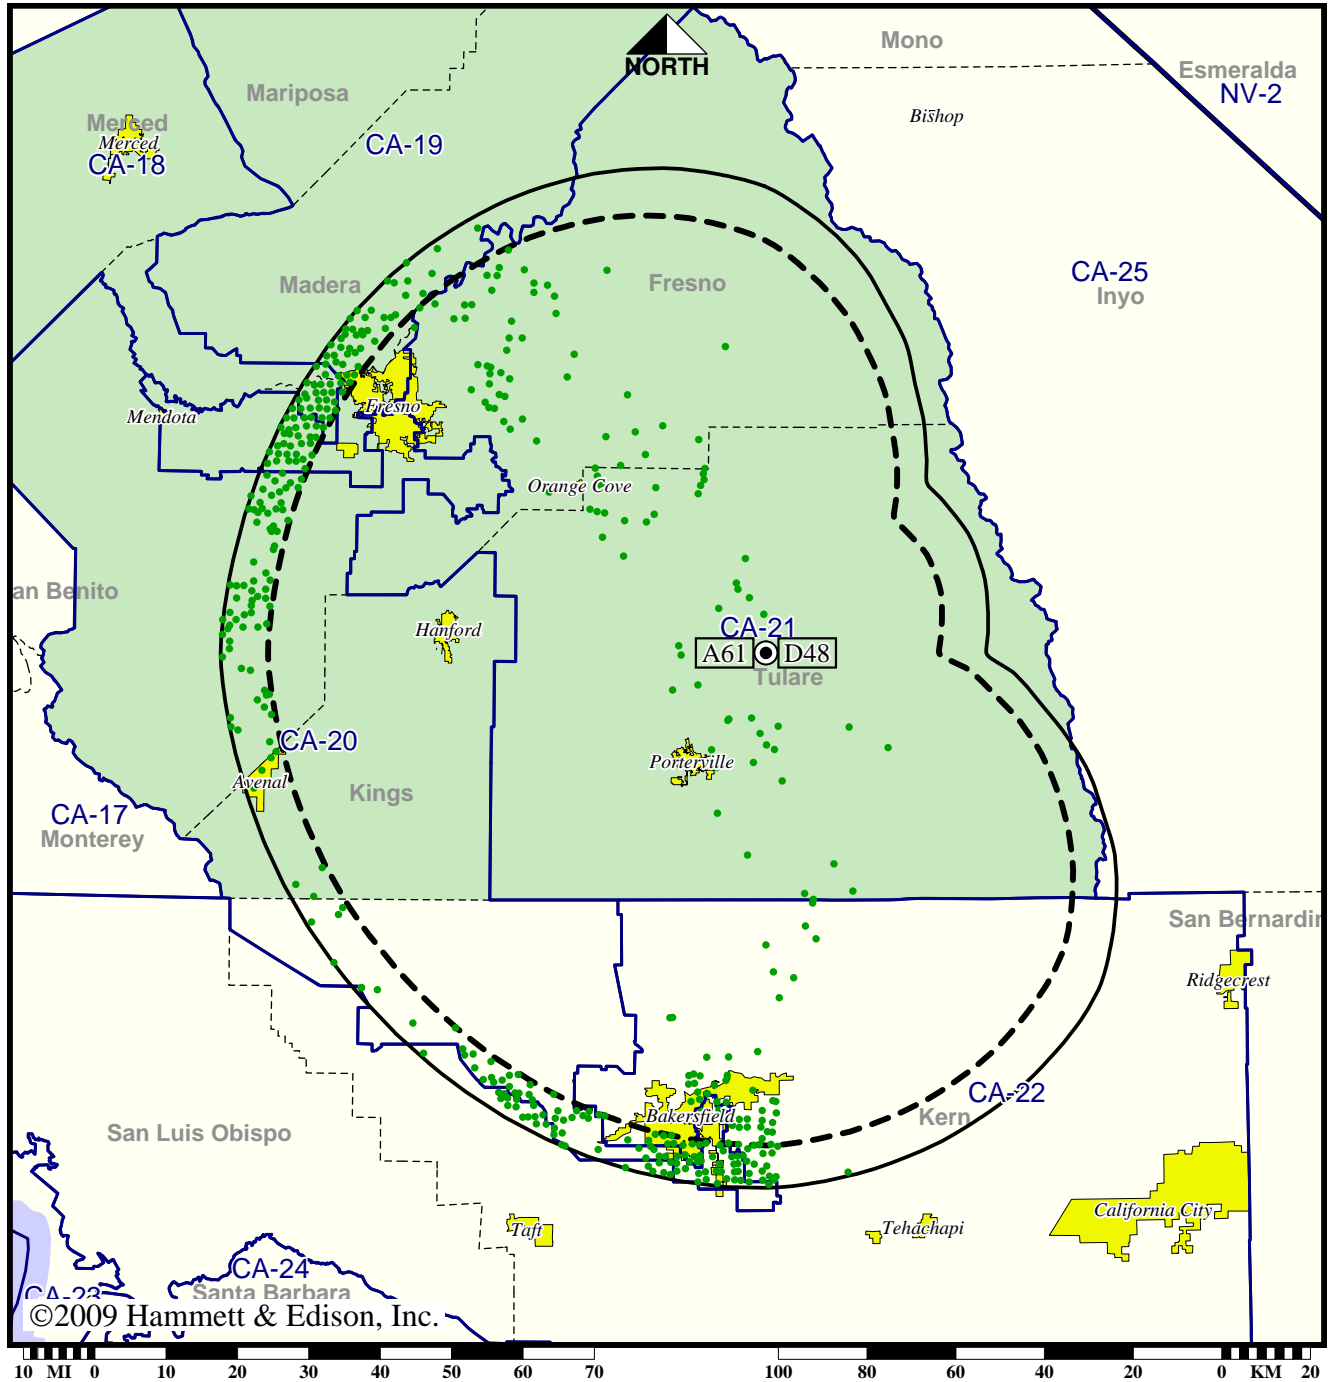 NORTH
Mono
Esmeralda
NV-2
Mariposa
Bishop
Merced
Merced
CA-18
CA-19
CA-25
Inyo
Madera
Fresno
Fresno
Mendota
Orange Cove
an Benito
Hanford
CA-21
A61
D48
Tulare
CA-20
Porterville
Avenal
Kings
CA-17
Monterey
San Bernardin
Ridgecrest
CA-22
Kern
Bakersfield
San Luis Obispo
California City
Taft
Tehachapi
CA-24
Santa Barbara
CA-23
©2009 Hammett & Edison, Inc.
10 MI 0 10 20 30 40 50 60 70 100 80 60 40 20 0 KM 20